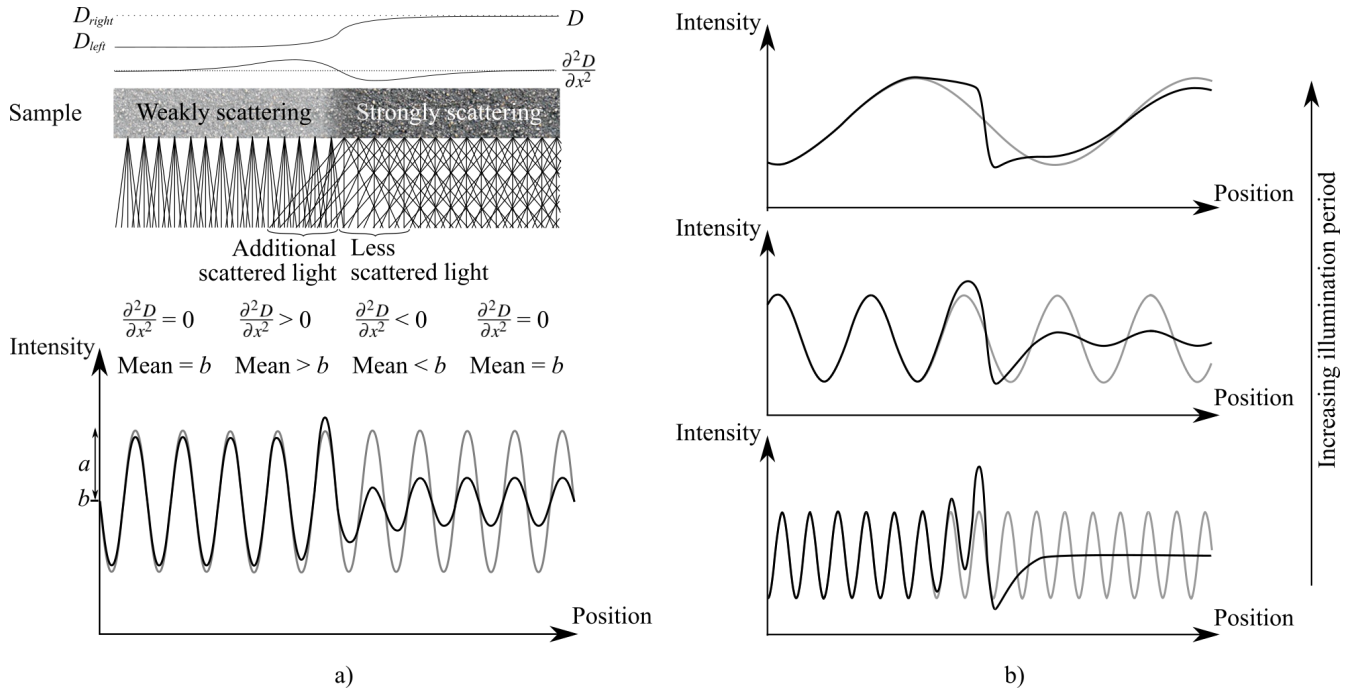 D_right
D
D_left
∂²D
∂x²
Sample
Weakly scattering
Strongly scattering
Additional
scattered light
Less
scattered light
∂²D/∂x² = 0
∂²D/∂x² > 0
∂²D/∂x² < 0
∂²D/∂x² = 0
Intensity
Mean = b
Mean > b
Mean < b
Mean = b
a
b
Position
a)
Intensity
Position
Intensity
Position
Intensity
Position
Increasing illumination period
b)